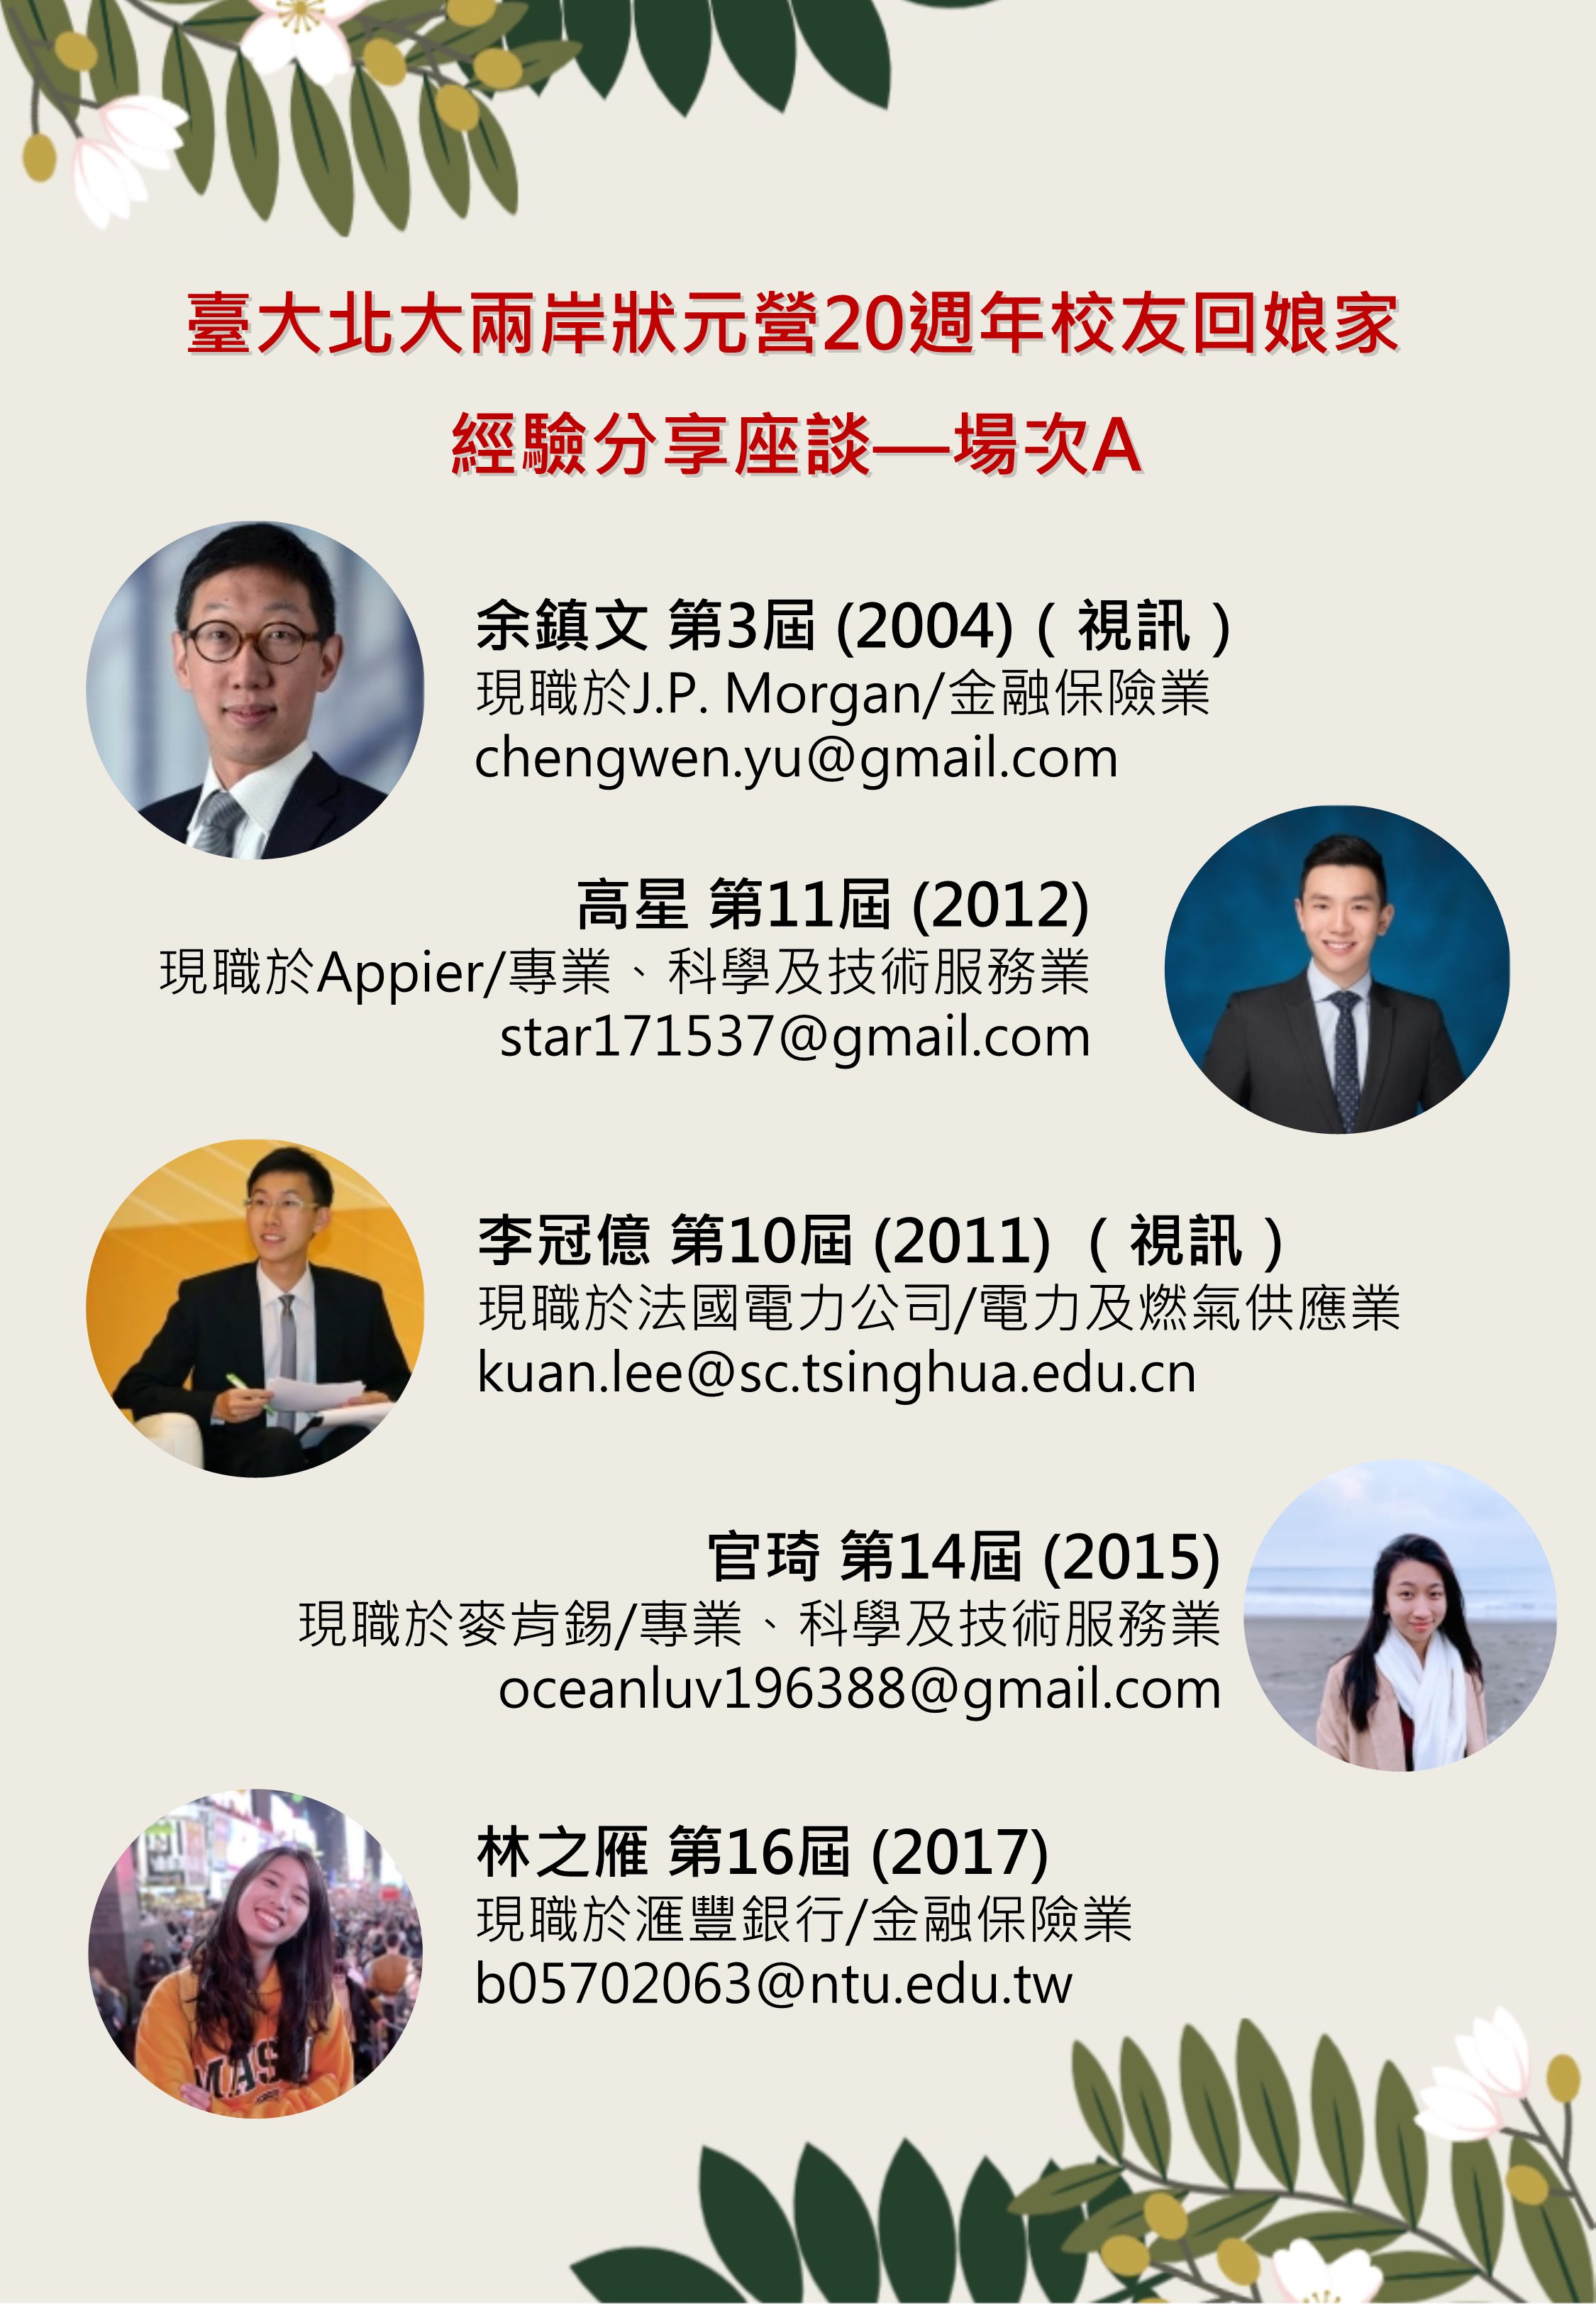 臺大北大兩岸狀元營20週年校友回娘家
經驗分享座談—場次A
余鎮文 第3屆 (2004)（視訊）
現職於J.P. Morgan/金融保險業
chengwen.yu@gmail.com
高星 第11屆 (2012)
現職於Appier/專業、科學及技術服務業
star171537@gmail.com
李冠億 第10屆 (2011) （視訊）
現職於法國電力公司/電力及燃氣供應業
kuan.lee@sc.tsinghua.edu.cn
官琦 第14屆 (2015)
現職於麥肯錫/專業、科學及技術服務業
oceanluv196388@gmail.com
林之雁 第16屆 (2017)
現職於滙豐銀行/金融保險業
b05702063@ntu.edu.tw